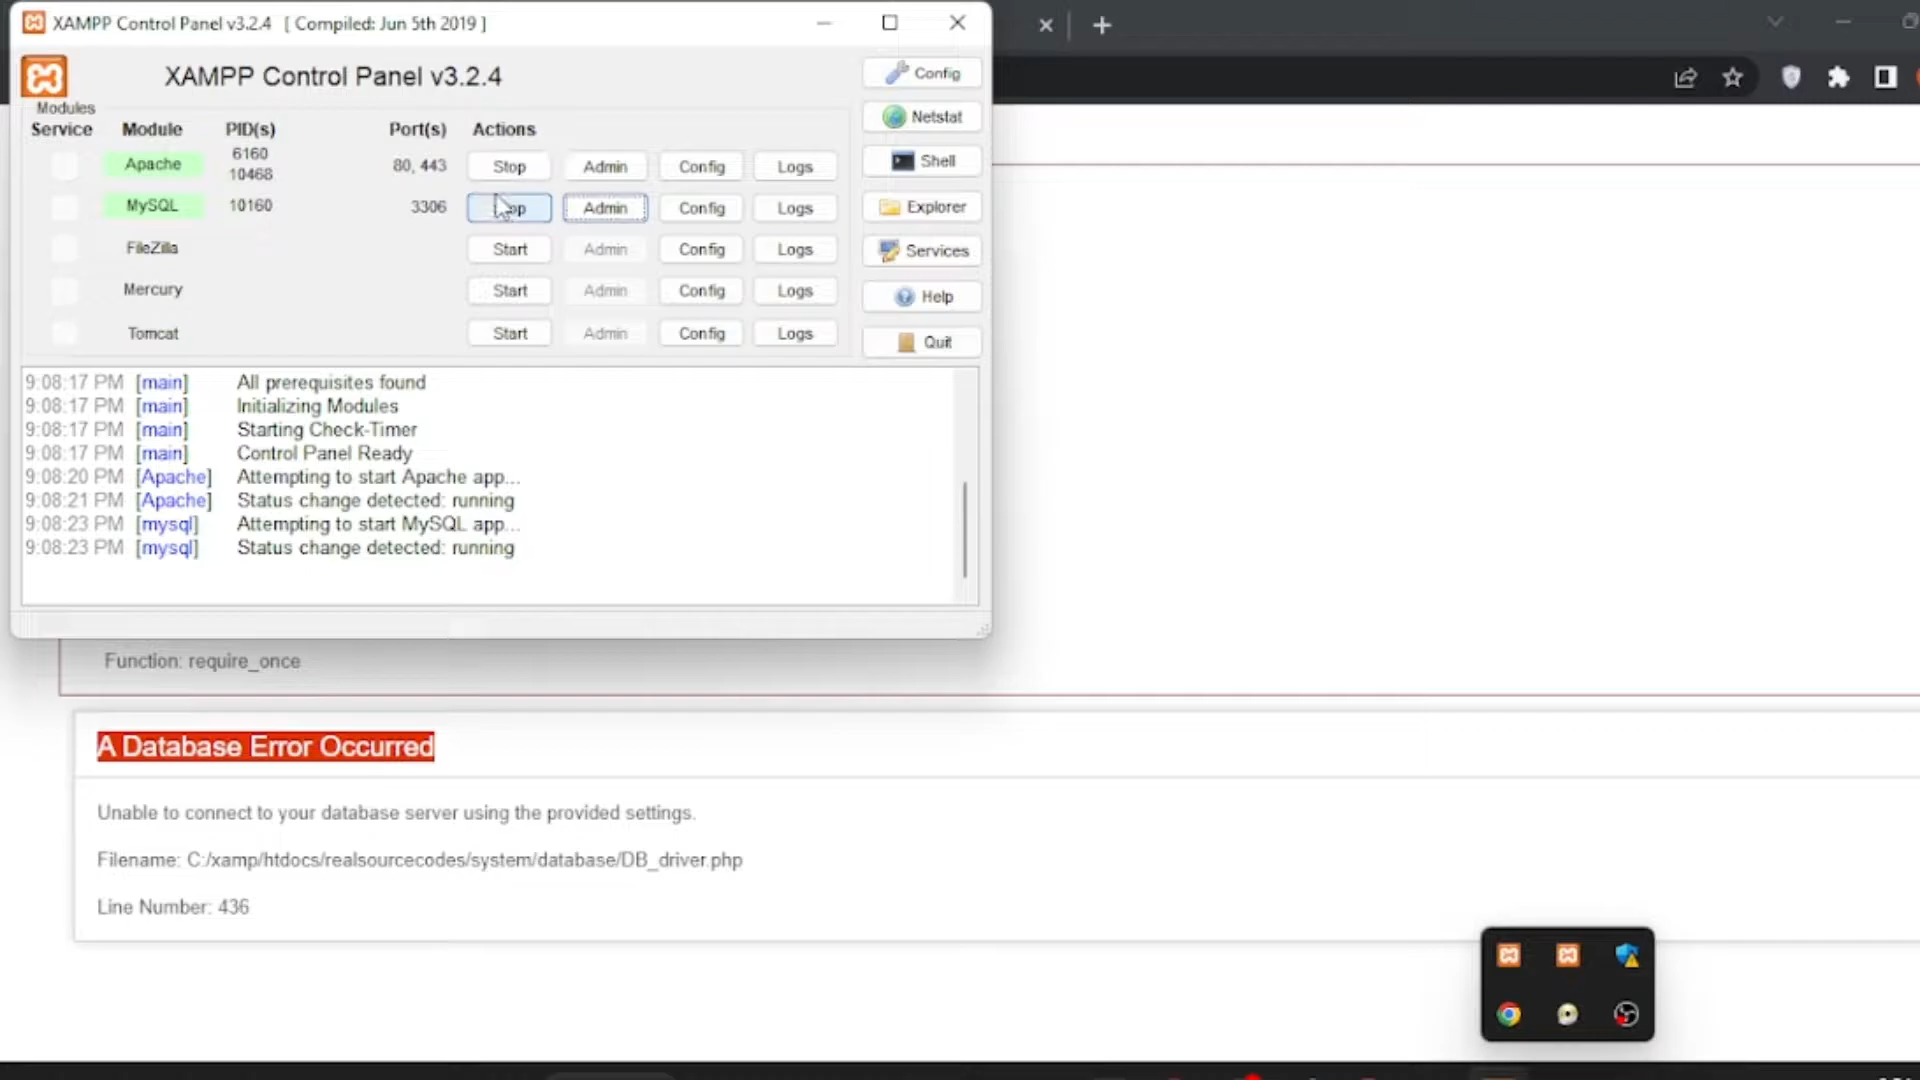 XAMPP Control Panel v3.2.4 [ Compiled: Jun 5th 2019 ]
XAMPP Control Panel v3.2.4
Config
Modules
Service Module PID(s) Port(s) Actions
Netstat
Apache 6160 10468 80, 443 Stop Admin Config Logs
Shell
MySQL 10160 3306 Admin Config Logs
Explorer
FileZilla Start Admin Config Logs
Services
Mercury Start Admin Config Logs
Help
Tomcat Start Admin Config Logs
Quit
9:08:17 PM [main] All prerequisites found
9:08:17 PM [main] Initializing Modules
9:08:17 PM [main] Starting Check-Timer
9:08:17 PM [main] Control Panel Ready
9:08:20 PM [Apache] Attempting to start Apache app...
9:08:21 PM [Apache] Status change detected: running
9:08:23 PM [mysql] Attempting to start MySQL app...
9:08:23 PM [mysql] Status change detected: running
Function: require_once
A Database Error Occurred
Unable to connect to your database server using the provided settings.
Filename: C:/xamp/htdocs/realsourcecodes/system/database/DB_driver.php
Line Number: 436